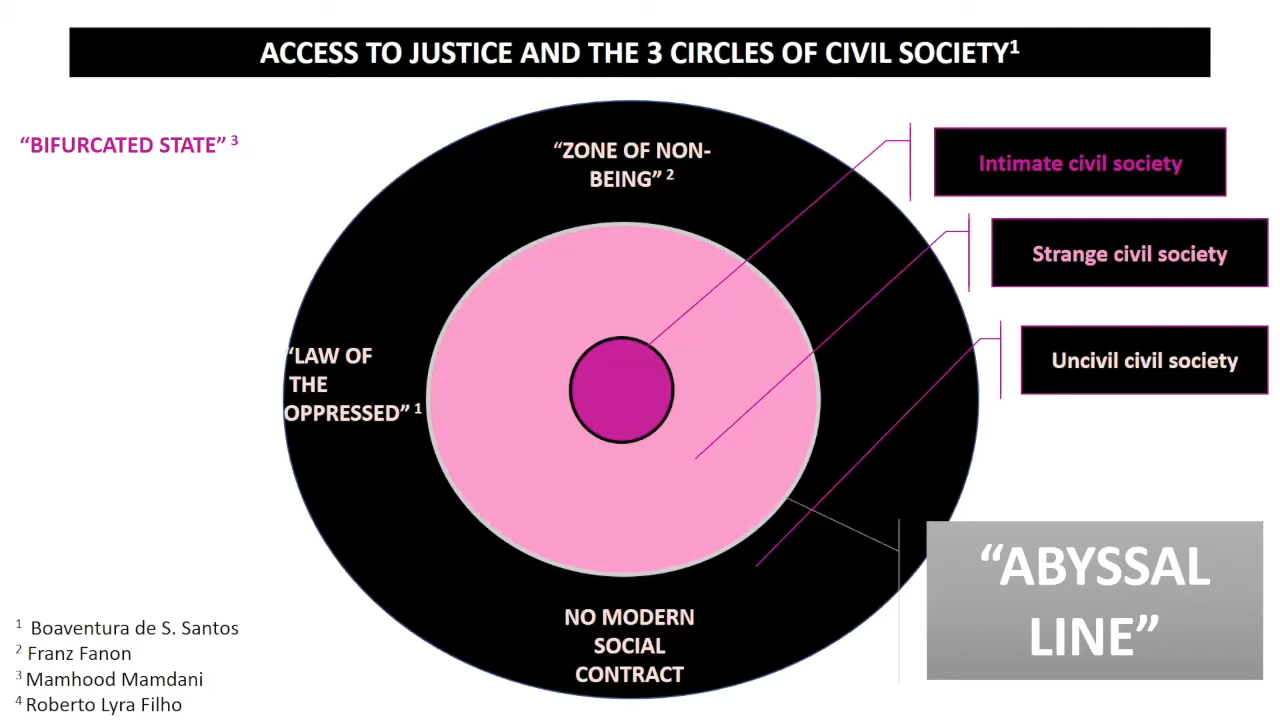 ACCESS TO JUSTICE AND THE 3 CIRCLES OF CIVIL SOCIETY¹
“BIFURCATED STATE” ³
“ZONE OF NON-
BEING” ²
Intimate civil society
Strange civil society
Uncivil civil society
“LAW OF
THE
OPPRESSED” ¹
“ABYSSAL
LINE”
NO MODERN
SOCIAL
CONTRACT
¹ Boaventura de S. Santos
² Franz Fanon
³ Mamhood Mamdani
⁴ Roberto Lyra Filho